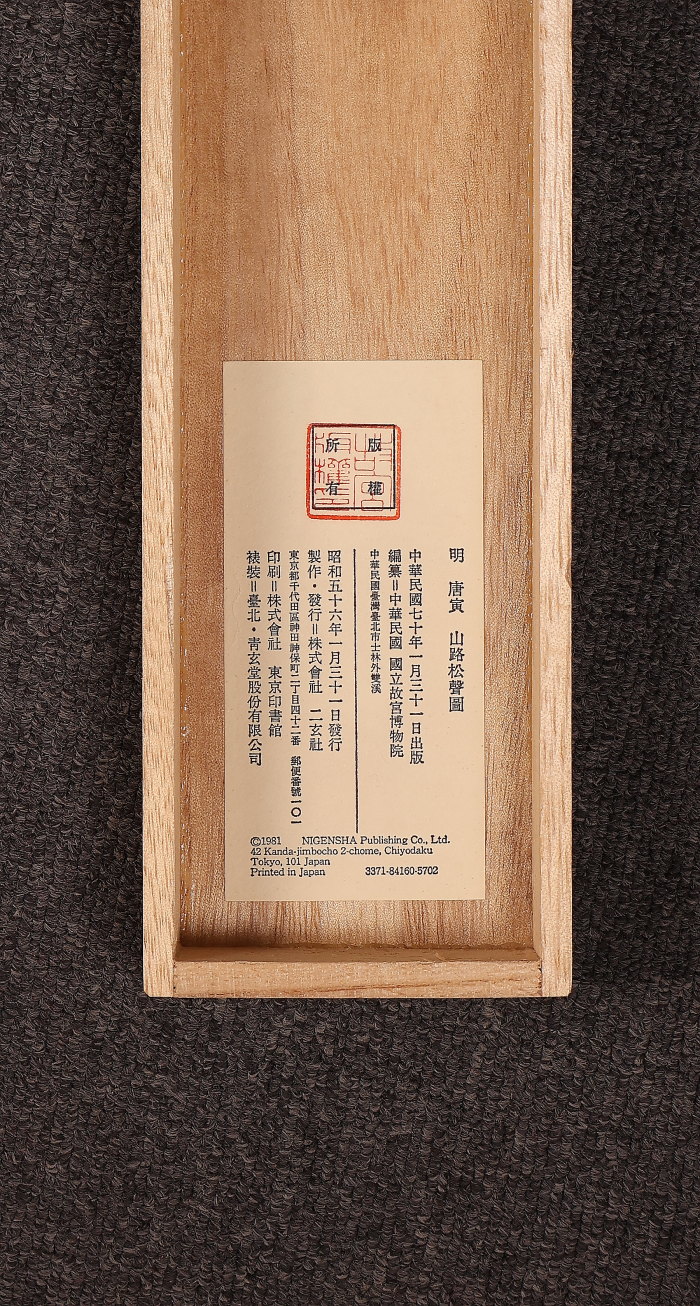 版權
所有
明 唐寅 山路松聲圖
中華民國七十年一月三十一日出版
編纂=中華民國 國立故宮博物院
中華民國臺灣臺北市士林外雙溪
昭和五十六年一月三十一日發行
製作・發行=株式會社 二玄社
東京都千代田區神田神保町二丁目四十二番 郵便番號一〇一
印刷=株式會社 東京印書館
裱裝=臺北・青玄堂股份有限公司
©1981 NIGENSHA Publishing Co., Ltd.
42 Kanda-jimbocho 2-chome, Chiyodaku
Tokyo, 101 Japan
Printed in Japan 3371-84160-5702